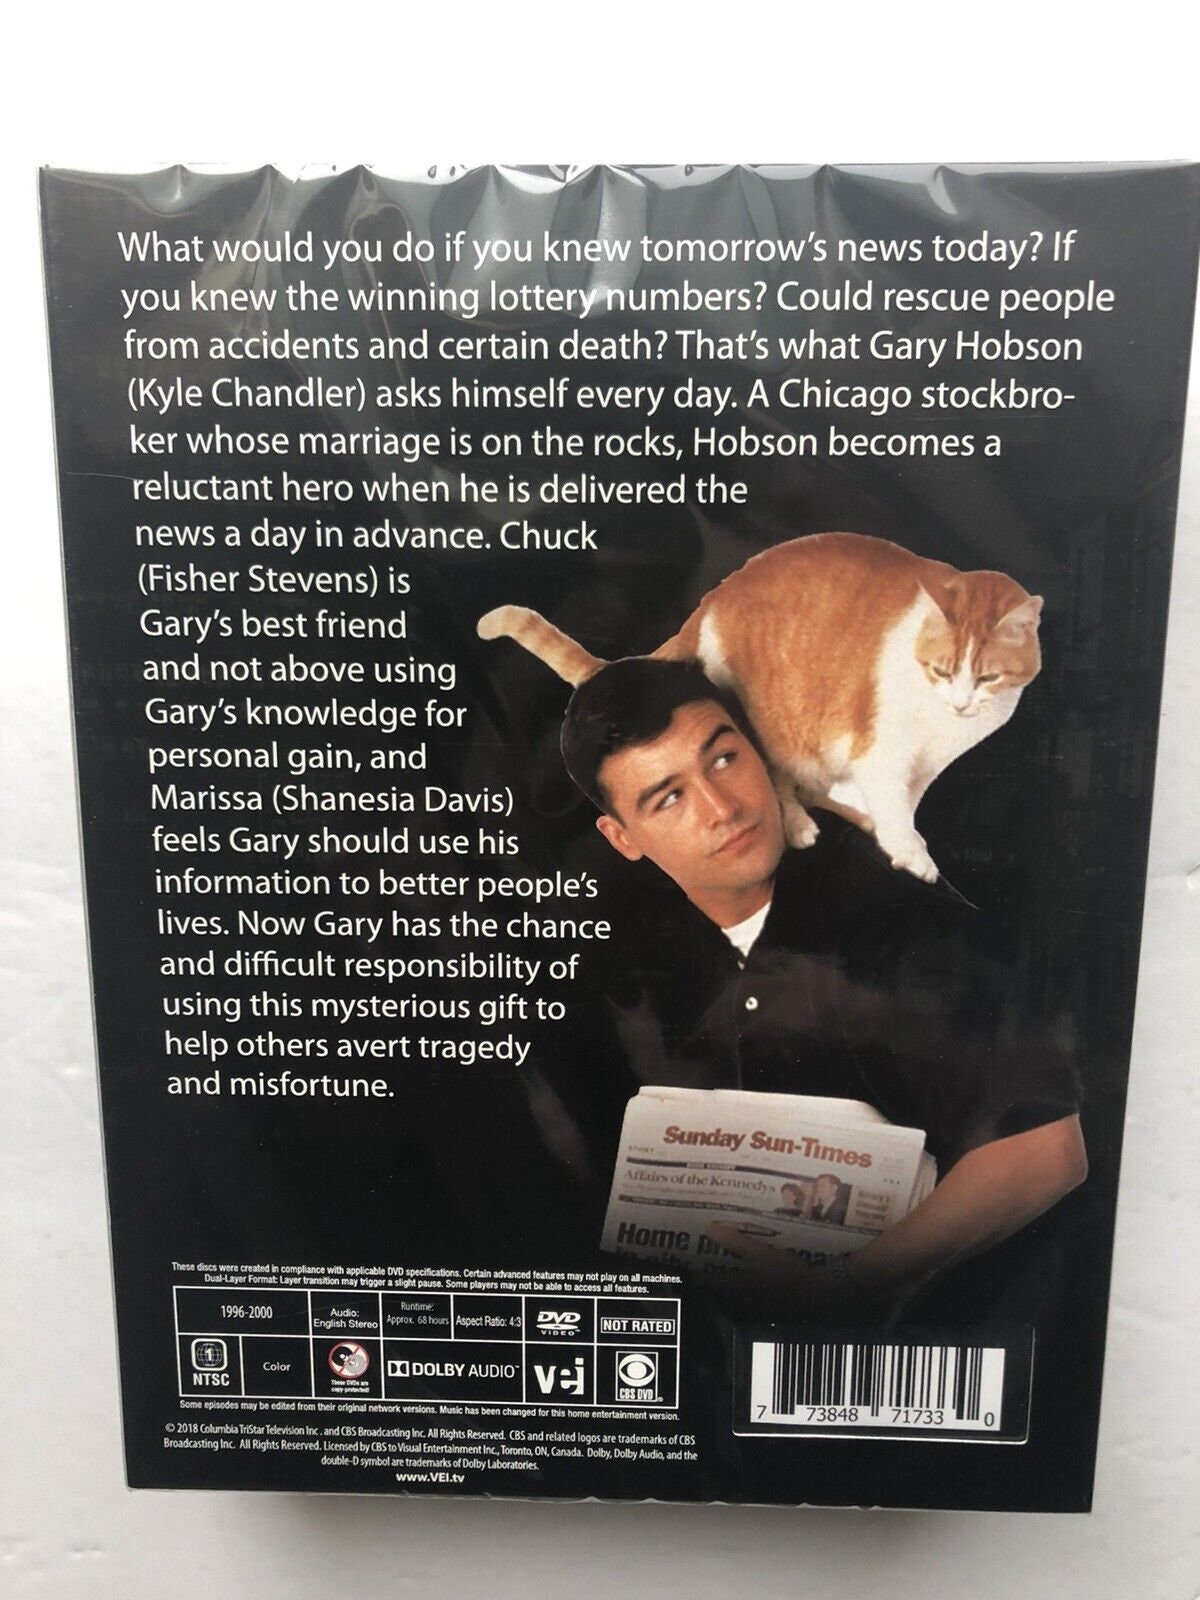 What would you do if you knew tomorrow's news today? If
you knew the winning lottery numbers? Could rescue people
from accidents and certain death? That's what Gary Hobson
(Kyle Chandler) asks himself every day. A Chicago stockbro-
ker whose marriage is on the rocks, Hobson becomes a
reluctant hero when he is delivered the
news a day in advance. Chuck
(Fisher Stevens) is
Gary's best friend
and not above using
Gary's knowledge for
personal gain, and
Marissa (Shanesia Davis)
feels Gary should use his
information to better people's
lives. Now Gary has the chance
and difficult responsibility of
using this mysterious gift to
help others avert tragedy
and misfortune.
Sunday Sun-Times
Affairs of the Kennedys
Home
These discs were created in compliance with applicable DVD specifications. Certain advanced features may not play on all machines.
Dual-Layer Format: Layer transition may trigger a slight pause. Some players may not be able to access all features.
1996-2000
Audio:
English Stereo
Runtime:
Approx. 68 hours
Aspect Ratio: 4:3
DVD
VIDEO
NOT RATED
1
NTSC
Color
These DVDs are
copy-protected!
DOLBY AUDIO™
vei
CBS DVD
Some episodes may be edited from their original network versions. Music has been changed for this home entertainment version.
© 2018 Columbia TriStar Television Inc. and CBS Broadcasting Inc. All Rights Reserved. CBS and related logos are trademarks of CBS
Broadcasting Inc. All Rights Reserved. Licensed by CBS to Visual Entertainment Inc., Toronto, ON, Canada. Dolby, Dolby Audio, and the
double-D symbol are trademarks of Dolby Laboratories.
www.VEI.tv
7 73848 71733 0